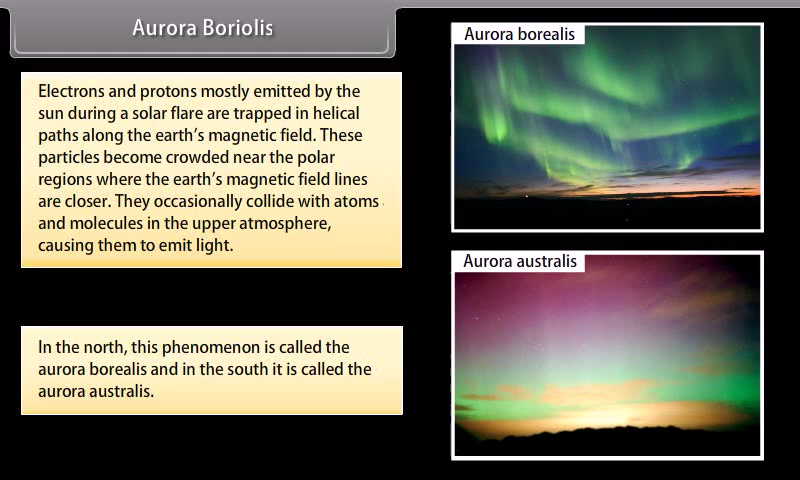 Aurora Boriolis
Electrons and protons mostly emitted by the
sun during a solar flare are trapped in helical
paths along the earth's magnetic field. These
particles become crowded near the polar
regions where the earth's magnetic field lines
are closer. They occasionally collide with atoms
and molecules in the upper atmosphere,
causing them to emit light.
In the north, this phenomenon is called the
aurora borealis and in the south it is called the
aurora australis.
Aurora borealis
Aurora australis